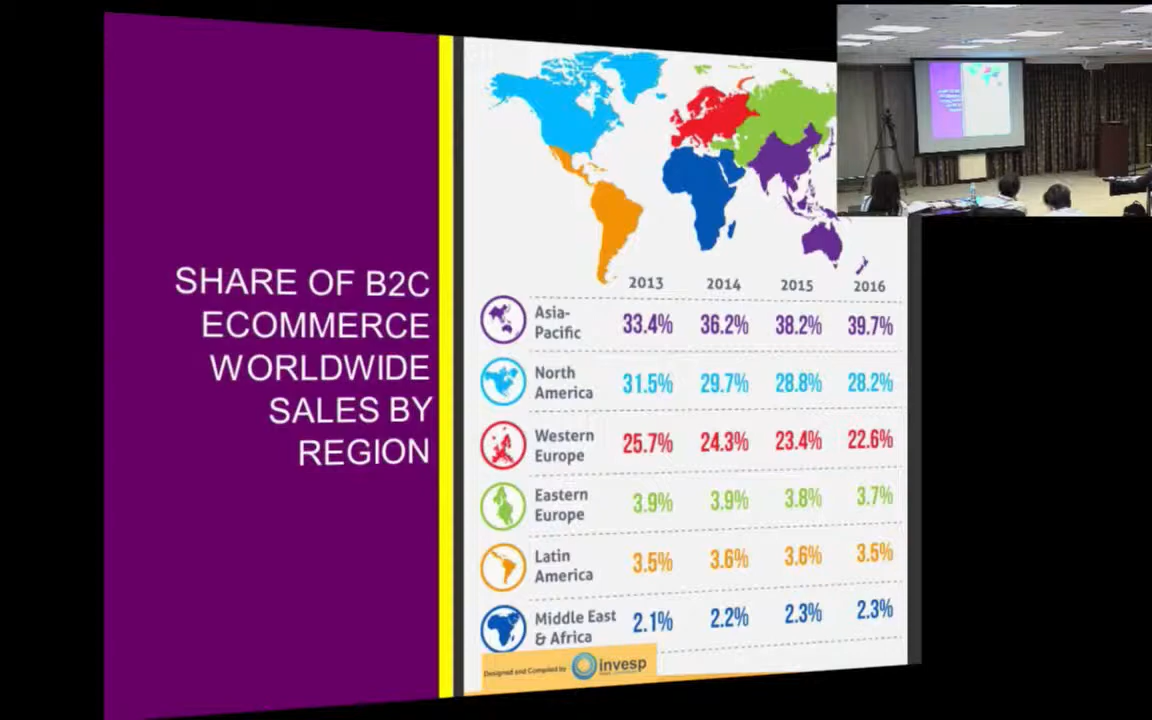 SHARE OF B2C
ECOMMERCE
WORLDWIDE
SALES BY
REGION
2013 2014 2015 2016
Asia-
Pacific
33.4% 36.2% 38.2% 39.7%
North
America
31.5% 29.7% 28.8% 28.2%
Western
Europe
25.7% 24.3% 23.4% 22.6%
Eastern
Europe
3.9% 3.9% 3.8% 3.7%
Latin
America
3.5% 3.6% 3.6% 3.5%
Middle East
& Africa
2.1% 2.2% 2.3% 2.3%
Designed and Compiled by invesp